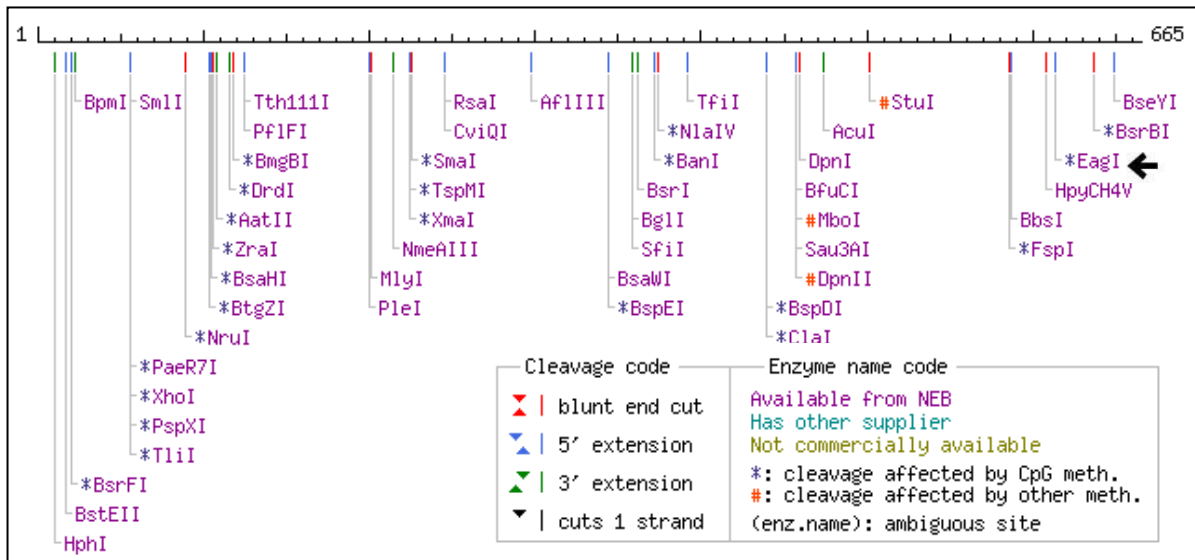 1 665
BpmI SmlI Tth111I RsaI AflIII TfiI #StuI BseYI
PflFI CviQI *NlaIV AcuI *BsrBI
*BmgBI *SmaI *BanI DpnI *EagI
*DrdI *TspMI BsrI BfuCI HpyCH4V
*AatII *XmaI BglI #MboI BbsI
*ZraI NmeAIII SfiI Sau3AI *FspI
*BsaHI MlyI BsaWI #DpnII
*BtgZI PleI *BspEI *BspDI
*NruI *ClaI
*PaeR7I
*XhoI
*PspXI
*TliI
*BsrFI
BstEII
HphI
Cleavage code
blunt end cut
5′ extension
3′ extension
cuts 1 strand
Enzyme name code
Available from NEB
Has other supplier
Not commercially available
*: cleavage affected by CpG meth.
#: cleavage affected by other meth.
(enz.name): ambiguous site